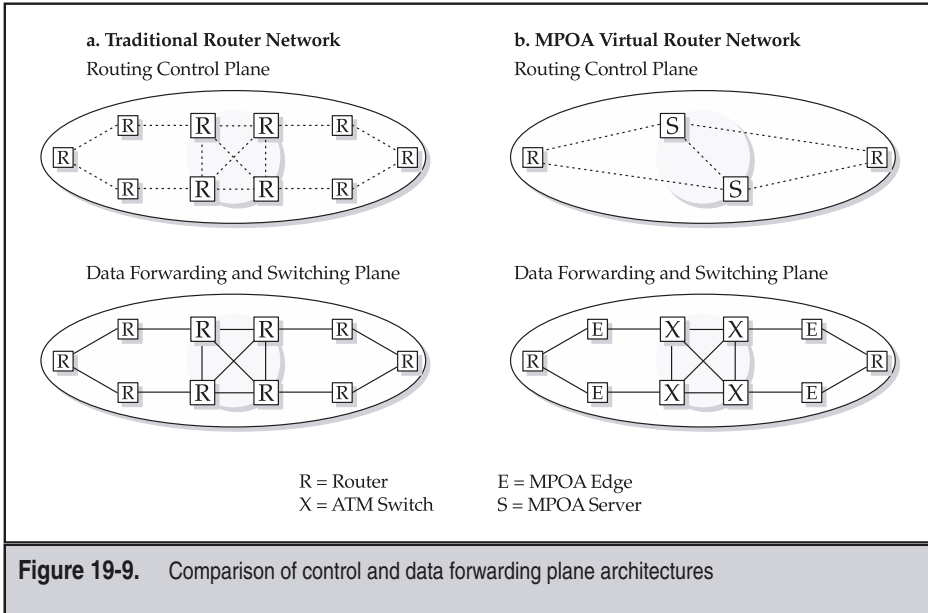 a. Traditional Router Network
Routing Control Plane
R R R R
R R
R R R R
Data Forwarding and Switching Plane
R R R R
R R
R R R R
b. MPOA Virtual Router Network
Routing Control Plane
S
R R
S
Data Forwarding and Switching Plane
E X X E
R R
E X X E
R = Router
X = ATM Switch
E = MPOA Edge
S = MPOA Server
Figure 19-9. Comparison of control and data forwarding plane architectures